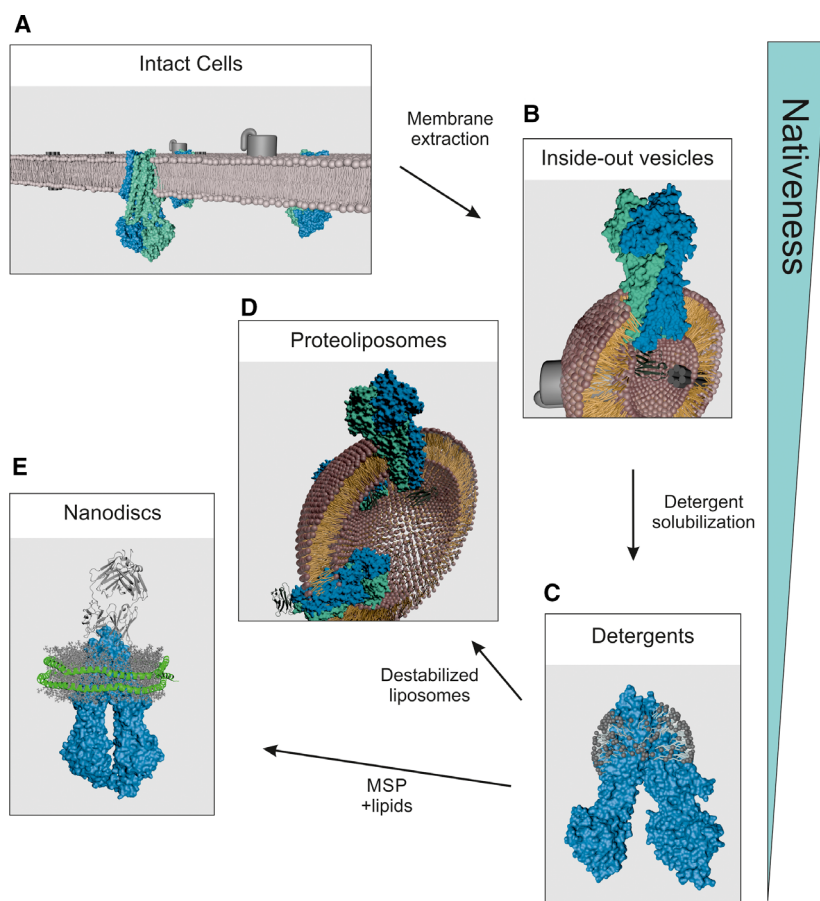 A
Intact Cells
Membrane
extraction
B
Inside-out vesicles
Nativeness
D
Proteoliposomes
E
Nanodiscs
Detergent
solubilization
C
Detergents
Destabilized
liposomes
MSP
+lipids